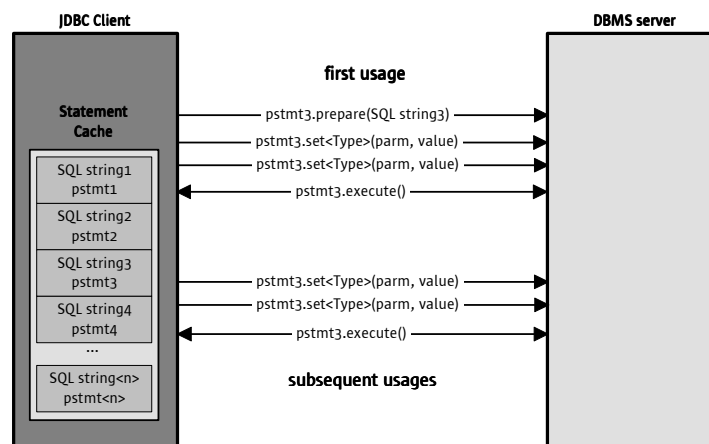 JDBC Client
DBMS server
first usage
Statement
Cache
pstmt3.prepare(SQL string3)
pstmt3.set<Type>(parm, value)
pstmt3.set<Type>(parm, value)
pstmt3.execute()
SQL string1
pstmt1
SQL string2
pstmt2
SQL string3
pstmt3
SQL string4
pstmt4
...
SQL string<n>
pstmt<n>
pstmt3.set<Type>(parm, value)
pstmt3.set<Type>(parm, value)
pstmt3.execute()
subsequent usages